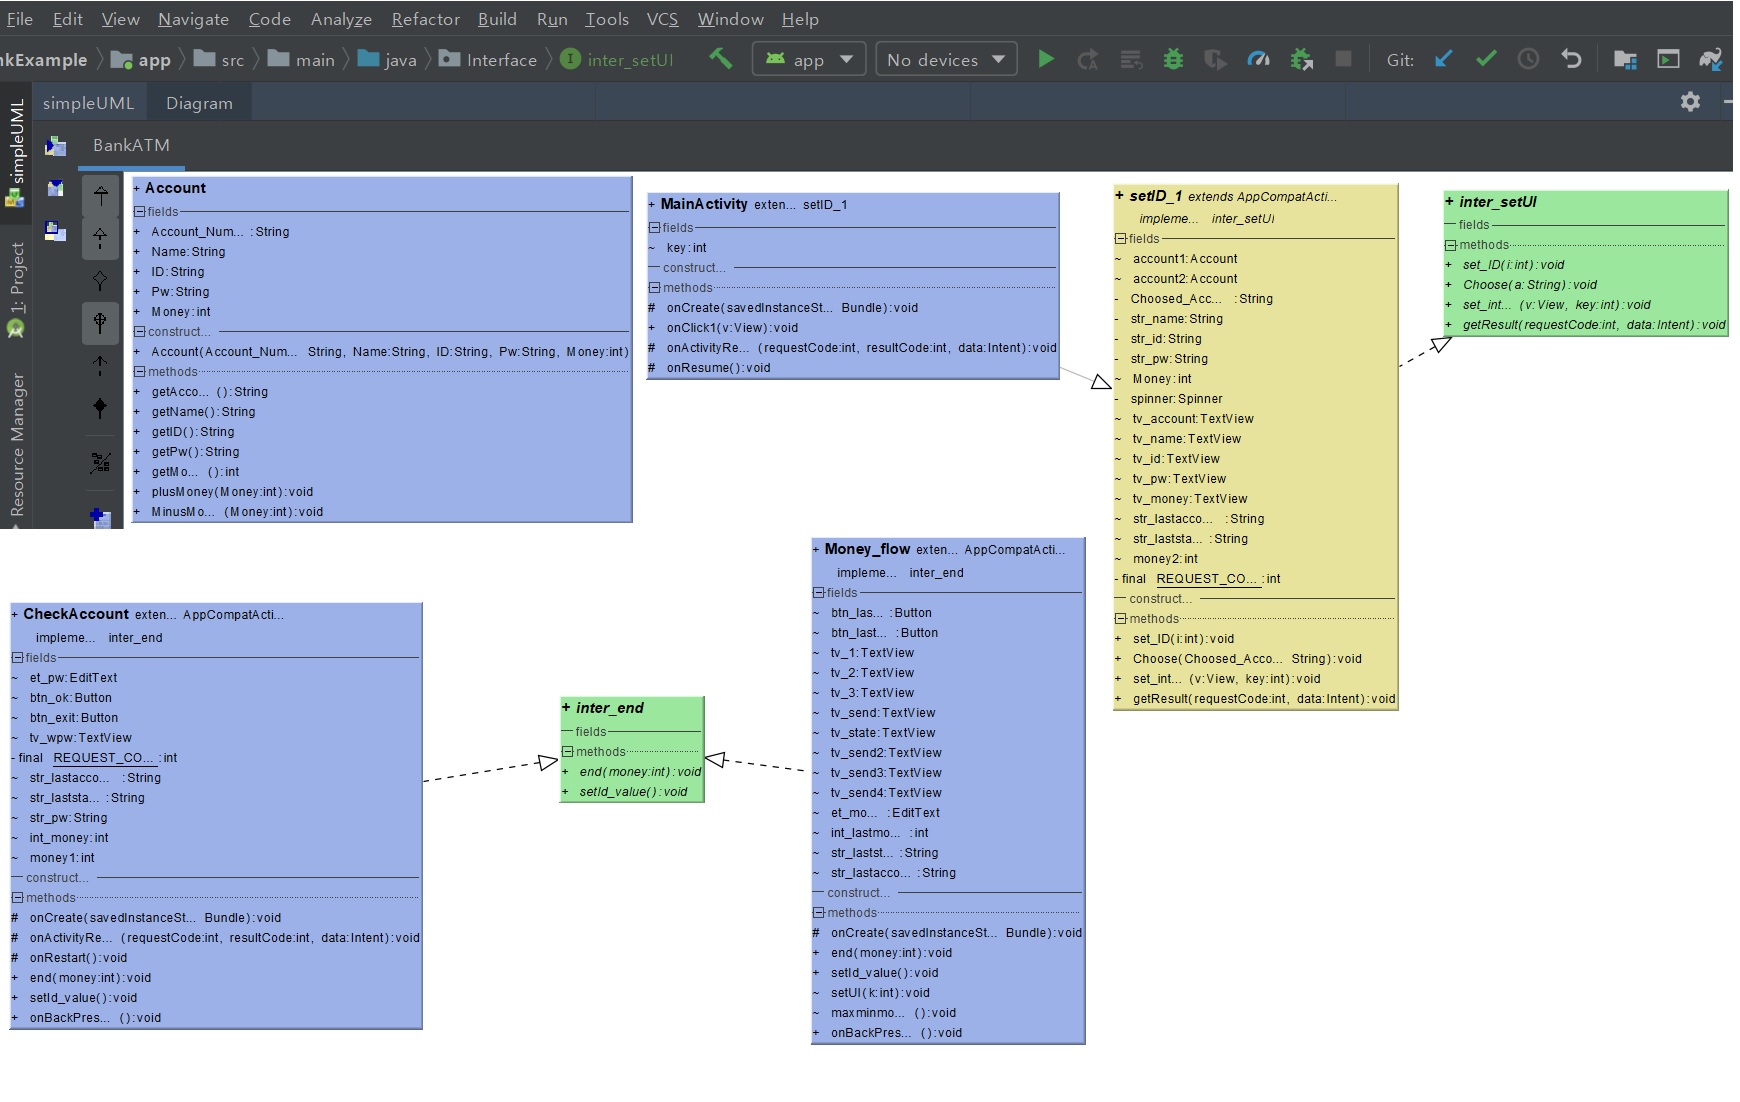 File Edit View Navigate Code Analyze Refactor Build Run Tools VCS Window Help
nkExample app src main java Interface inter_setUI app No devices Git:
simpleUML Diagram
simpleUML
1: Project
Resource Manager
BankATM
+ Account
fields
+ Account_Num... :String
+ Name:String
+ ID:String
+ Pw:String
+ Money:int
construct...
+ Account(Account_Num... String, Name:String, ID:String, Pw:String, Money:int)
methods
+ getAcco... ():String
+ getName():String
+ getID():String
+ getPw():String
+ getMo... ():int
+ plusMoney(Money:int):void
+ MinusMo... (Money:int):void
+ MainActivity exten... setID_1
fields
~ key:int
construct...
methods
# onCreate(savedInstanceSt... Bundle):void
+ onClick1(v:View):void
# onActivityRe... (requestCode:int, resultCode:int, data:Intent):void
# onResume():void
+ setID_1 extends AppCompatActi...
impleme... inter_setUI
fields
~ account1:Account
~ account2:Account
- Choosed_Acc... :String
- str_name:String
- str_id:String
- str_pw:String
~ Money:int
- spinner:Spinner
~ tv_account:TextView
~ tv_name:TextView
~ tv_id:TextView
~ tv_pw:TextView
~ tv_money:TextView
~ str_lastacco... :String
~ str_laststa... :String
~ money2:int
- final REQUEST_CO... :int
construct...
methods
+ set_ID(i:int):void
+ Choose(Choosed_Acco... String):void
+ set_int... (v:View, key:int):void
+ getResult(requestCode:int, data:Intent):void
+ inter_setUI
fields
methods
+ set_ID(i:int):void
+ Choose(a:String):void
+ set_int... (v:View, key:int):void
+ getResult(requestCode:int, data:Intent):void
+ CheckAccount exten... AppCompatActi...
impleme... inter_end
fields
~ et_pw:EditText
~ btn_ok:Button
~ btn_exit:Button
~ tv_wpw:TextView
- final REQUEST_CO... :int
~ str_lastacco... :String
~ str_laststa... :String
~ str_pw:String
~ int_money:int
~ money1:int
construct...
methods
# onCreate(savedInstanceSt... Bundle):void
# onActivityRe... (requestCode:int, resultCode:int, data:Intent):void
# onRestart():void
+ end(money:int):void
+ setId_value():void
+ onBackPres... ():void
+ inter_end
fields
methods
+ end(money:int):void
+ setId_value():void
+ Money_flow exten... AppCompatActi...
impleme... inter_end
fields
~ btn_las... :Button
~ btn_last... :Button
~ tv_1:TextView
~ tv_2:TextView
~ tv_3:TextView
~ tv_send:TextView
~ tv_state:TextView
~ tv_send2:TextView
~ tv_send3:TextView
~ tv_send4:TextView
~ et_mo... :EditText
~ int_lastmo... :int
~ str_lastst... :String
~ str_lastacco... :String
construct...
methods
# onCreate(savedInstanceSt... Bundle):void
+ end(money:int):void
+ setId_value():void
~ setUI(k:int):void
~ maxminmo... ():void
+ onBackPres... ():void